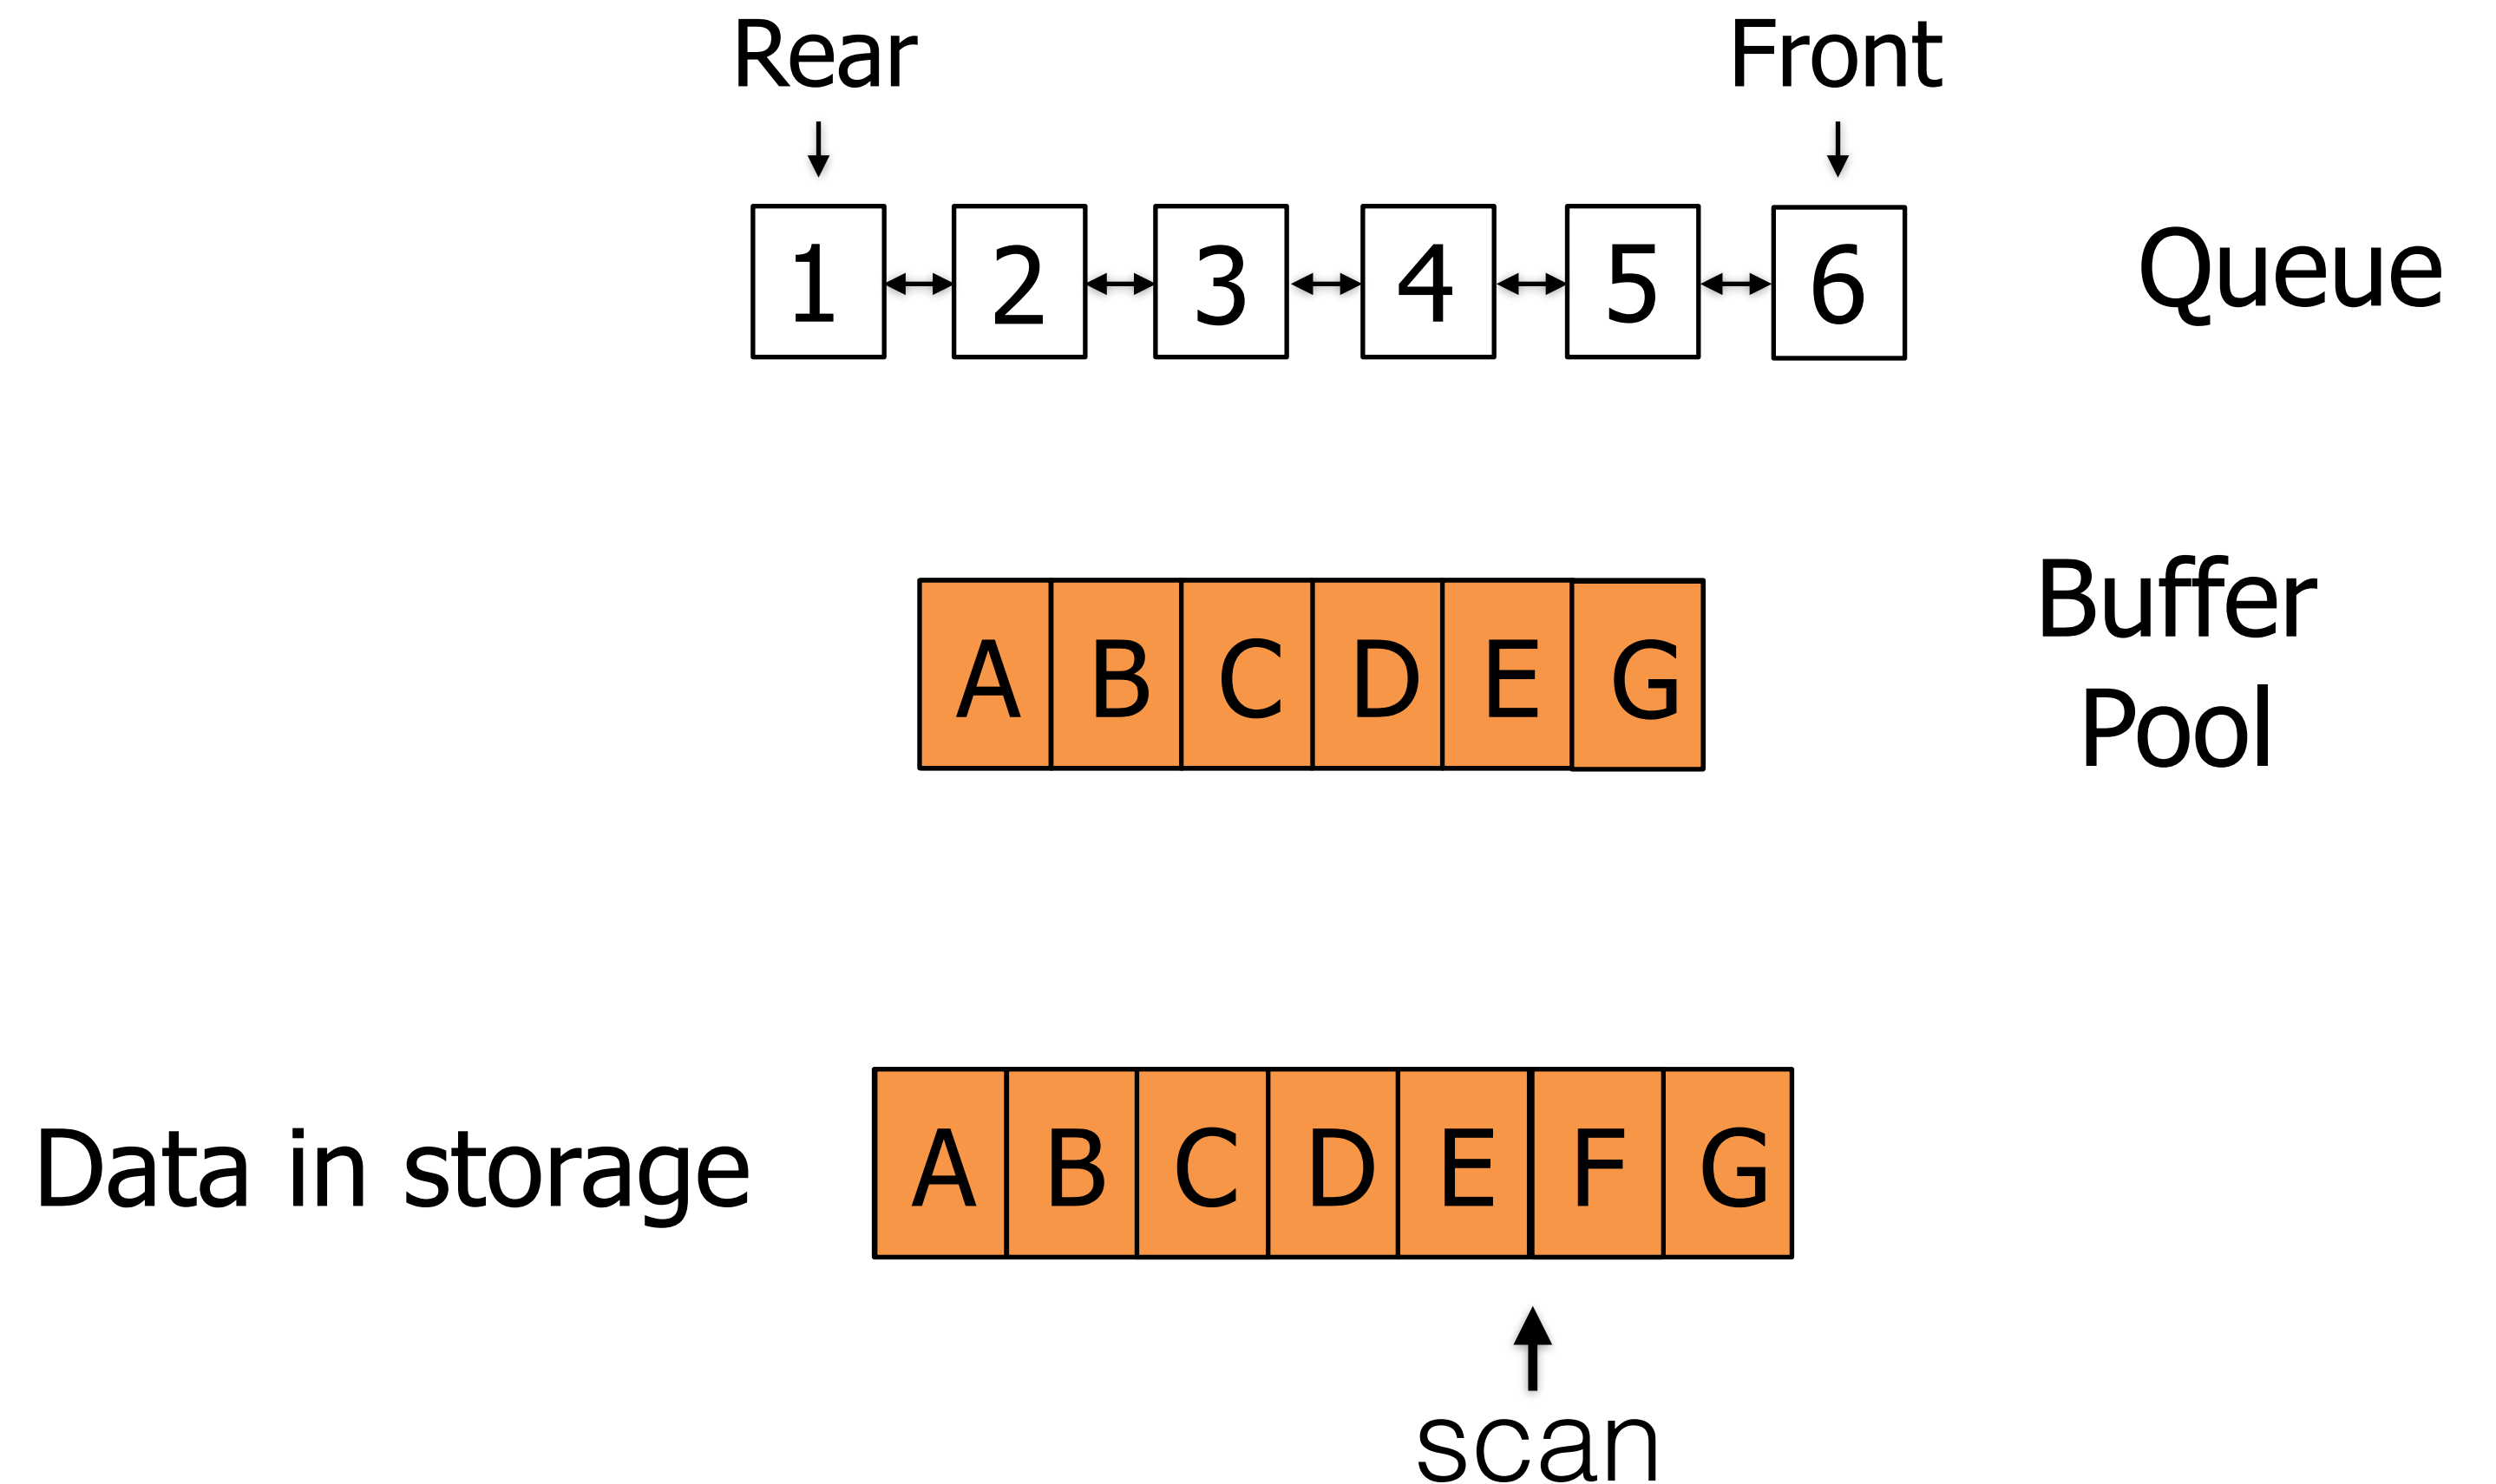 Rear Front
1 2 3 4 5 6 Queue
A B C D E G Buffer
Pool
Data in storage A B C D E F G
scan